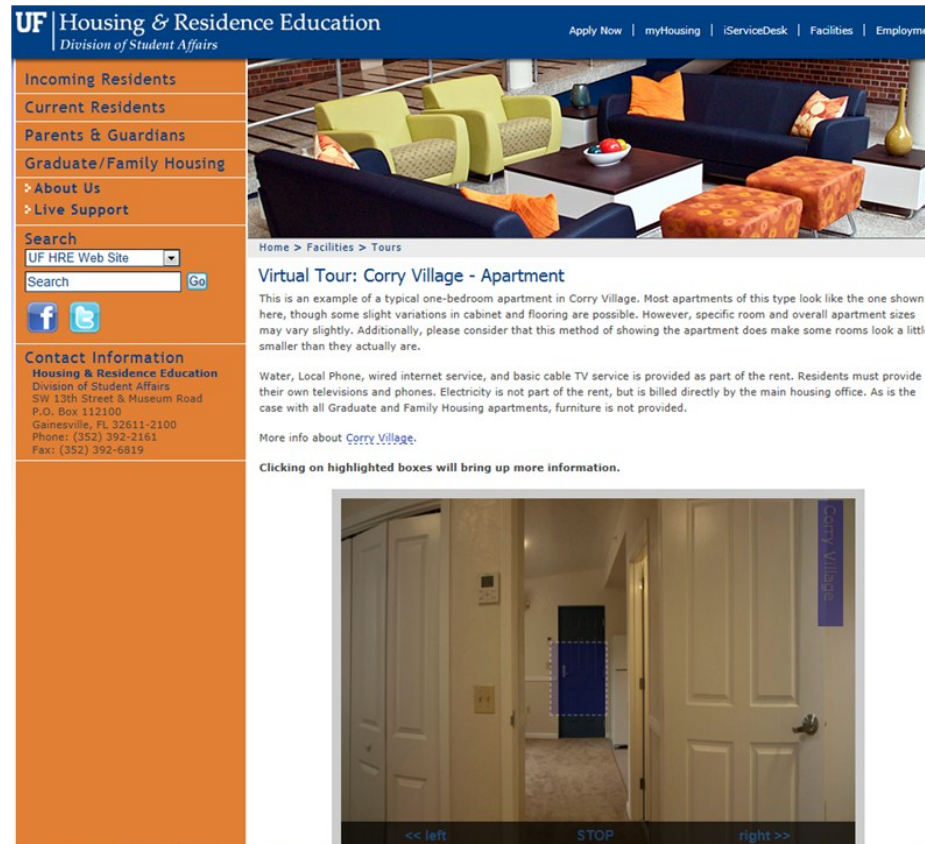 UF Housing & Residence Education
Division of Student Affairs
Apply Now | myHousing | iServiceDesk | Facilities | Employme
Incoming Residents
Current Residents
Parents & Guardians
Graduate/Family Housing
About Us
Live Support
Search
UF HRE Web Site
Search Go
Contact Information
Housing & Residence Education
Division of Student Affairs
SW 13th Street & Museum Road
P.O. Box 112100
Gainesville, FL 32611-2100
Phone: (352) 392-2161
Fax: (352) 392-6819
Home > Facilities > Tours
Virtual Tour: Corry Village - Apartment
This is an example of a typical one-bedroom apartment in Corry Village. Most apartments of this type look like the one shown
here, though some slight variations in cabinet and flooring are possible. However, specific room and overall apartment sizes
may vary slightly. Additionally, please consider that this method of showing the apartment does make some rooms look a little
smaller than they actually are.
Water, Local Phone, wired internet service, and basic cable TV service is provided as part of the rent. Residents must provide
their own televisions and phones. Electricity is not part of the rent, but is billed directly by the main housing office. As is the
case with all Graduate and Family Housing apartments, furniture is not provided.
More info about Corry Village.
Clicking on highlighted boxes will bring up more information.
Corry Village
<< left STOP right >>